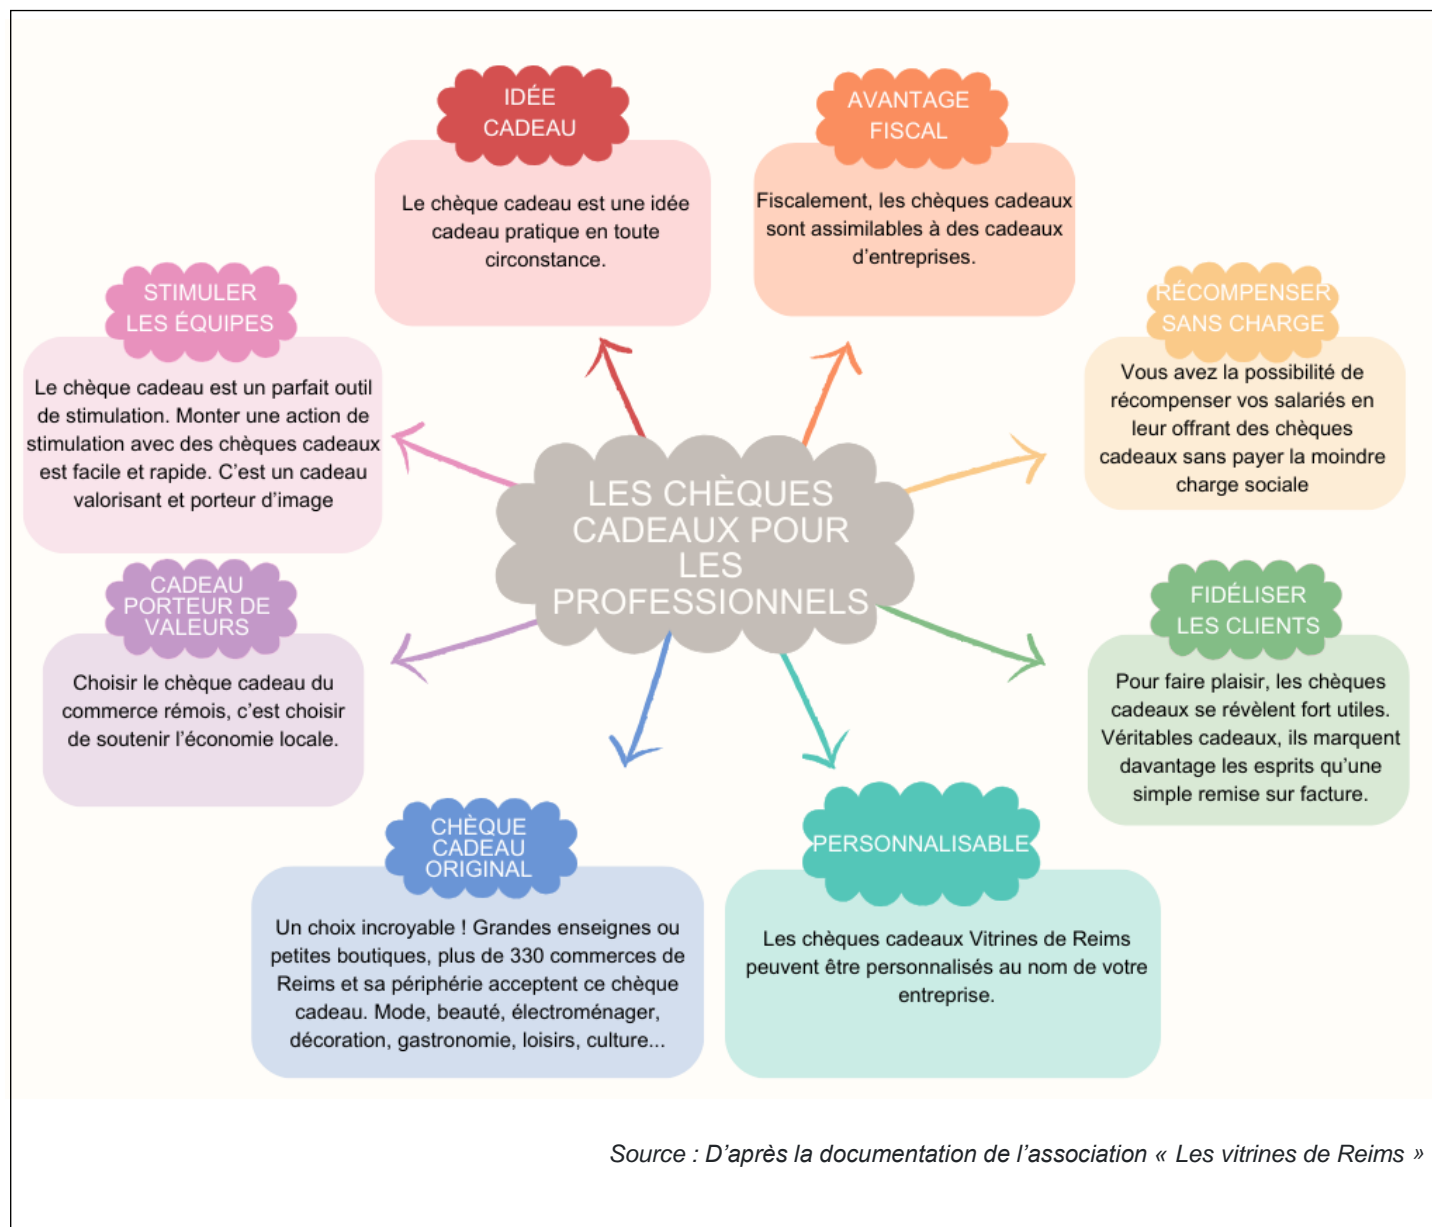 IDÉE
CADEAU
Le chèque cadeau est une idée
cadeau pratique en toute
circonstance.
AVANTAGE
FISCAL
Fiscalement, les chèques cadeaux
sont assimilables à des cadeaux
d'entreprises.
STIMULER
LES ÉQUIPES
Le chèque cadeau est un parfait outil
de stimulation. Monter une action de
stimulation avec des chèques cadeaux
est facile et rapide. C'est un cadeau
valorisant et porteur d'image
RÉCOMPENSER
SANS CHARGE
Vous avez la possibilité de
récompenser vos salariés en
leur offrant des chèques
cadeaux sans payer la moindre
charge sociale
LES CHÈQUES
CADEAUX POUR
LES
PROFESSIONNELS
CADEAU
PORTEUR DE
VALEURS
Choisir le chèque cadeau du
commerce rémois, c'est choisir
de soutenir l'économie locale.
FIDÉLISER
LES CLIENTS
Pour faire plaisir, les chèques
cadeaux se révèlent fort utiles.
Véritables cadeaux, ils marquent
davantage les esprits qu'une
simple remise sur facture.
CHÈQUE
CADEAU
ORIGINAL
Un choix incroyable ! Grandes enseignes ou
petites boutiques, plus de 330 commerces de
Reims et sa périphérie acceptent ce chèque
cadeau. Mode, beauté, électroménager,
décoration, gastronomie, loisirs, culture...
PERSONNALISABLE
Les chèques cadeaux Vitrines de Reims
peuvent être personnalisés au nom de votre
entreprise.
Source : D'après la documentation de l'association « Les vitrines de Reims »